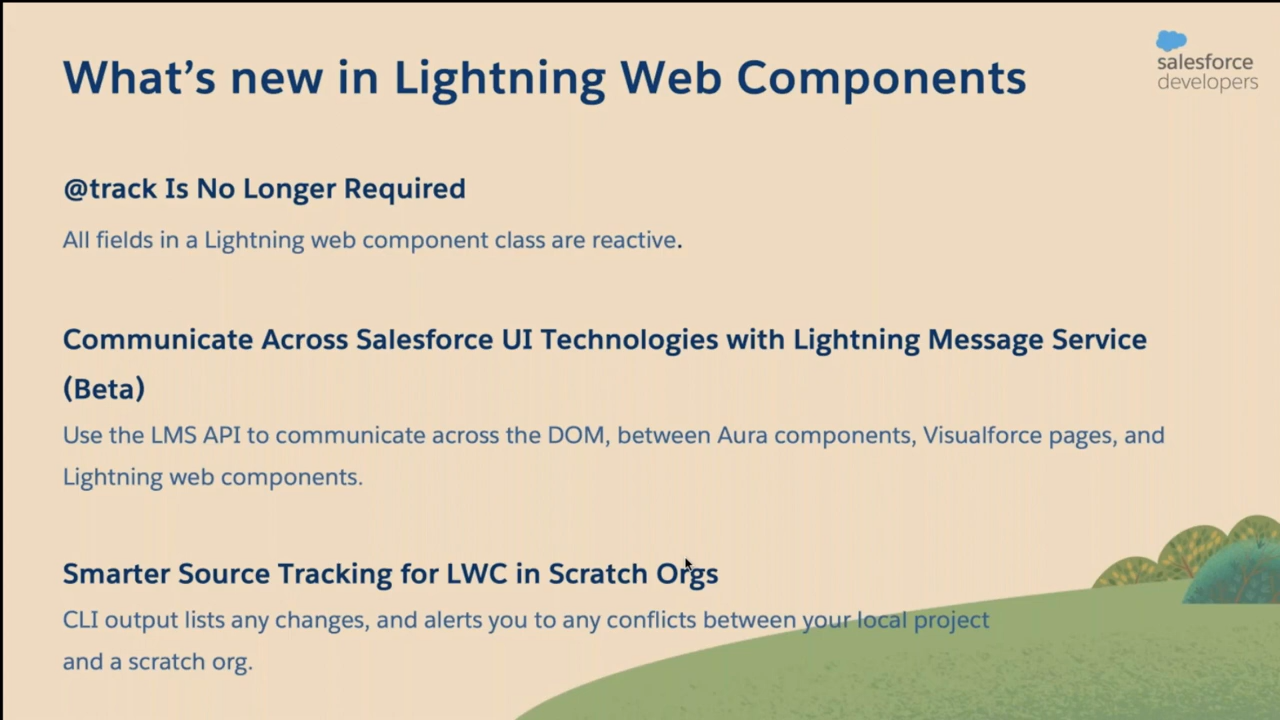 What’s new in Lightning Web Components
salesforce
developers
@track Is No Longer Required
All fields in a Lightning web component class are reactive.
Communicate Across Salesforce UI Technologies with Lightning Message Service
(Beta)
Use the LMS API to communicate across the DOM, between Aura components, Visualforce pages, and
Lightning web components.
Smarter Source Tracking for LWC in Scratch Orgs
CLI output lists any changes, and alerts you to any conflicts between your local project
and a scratch org.